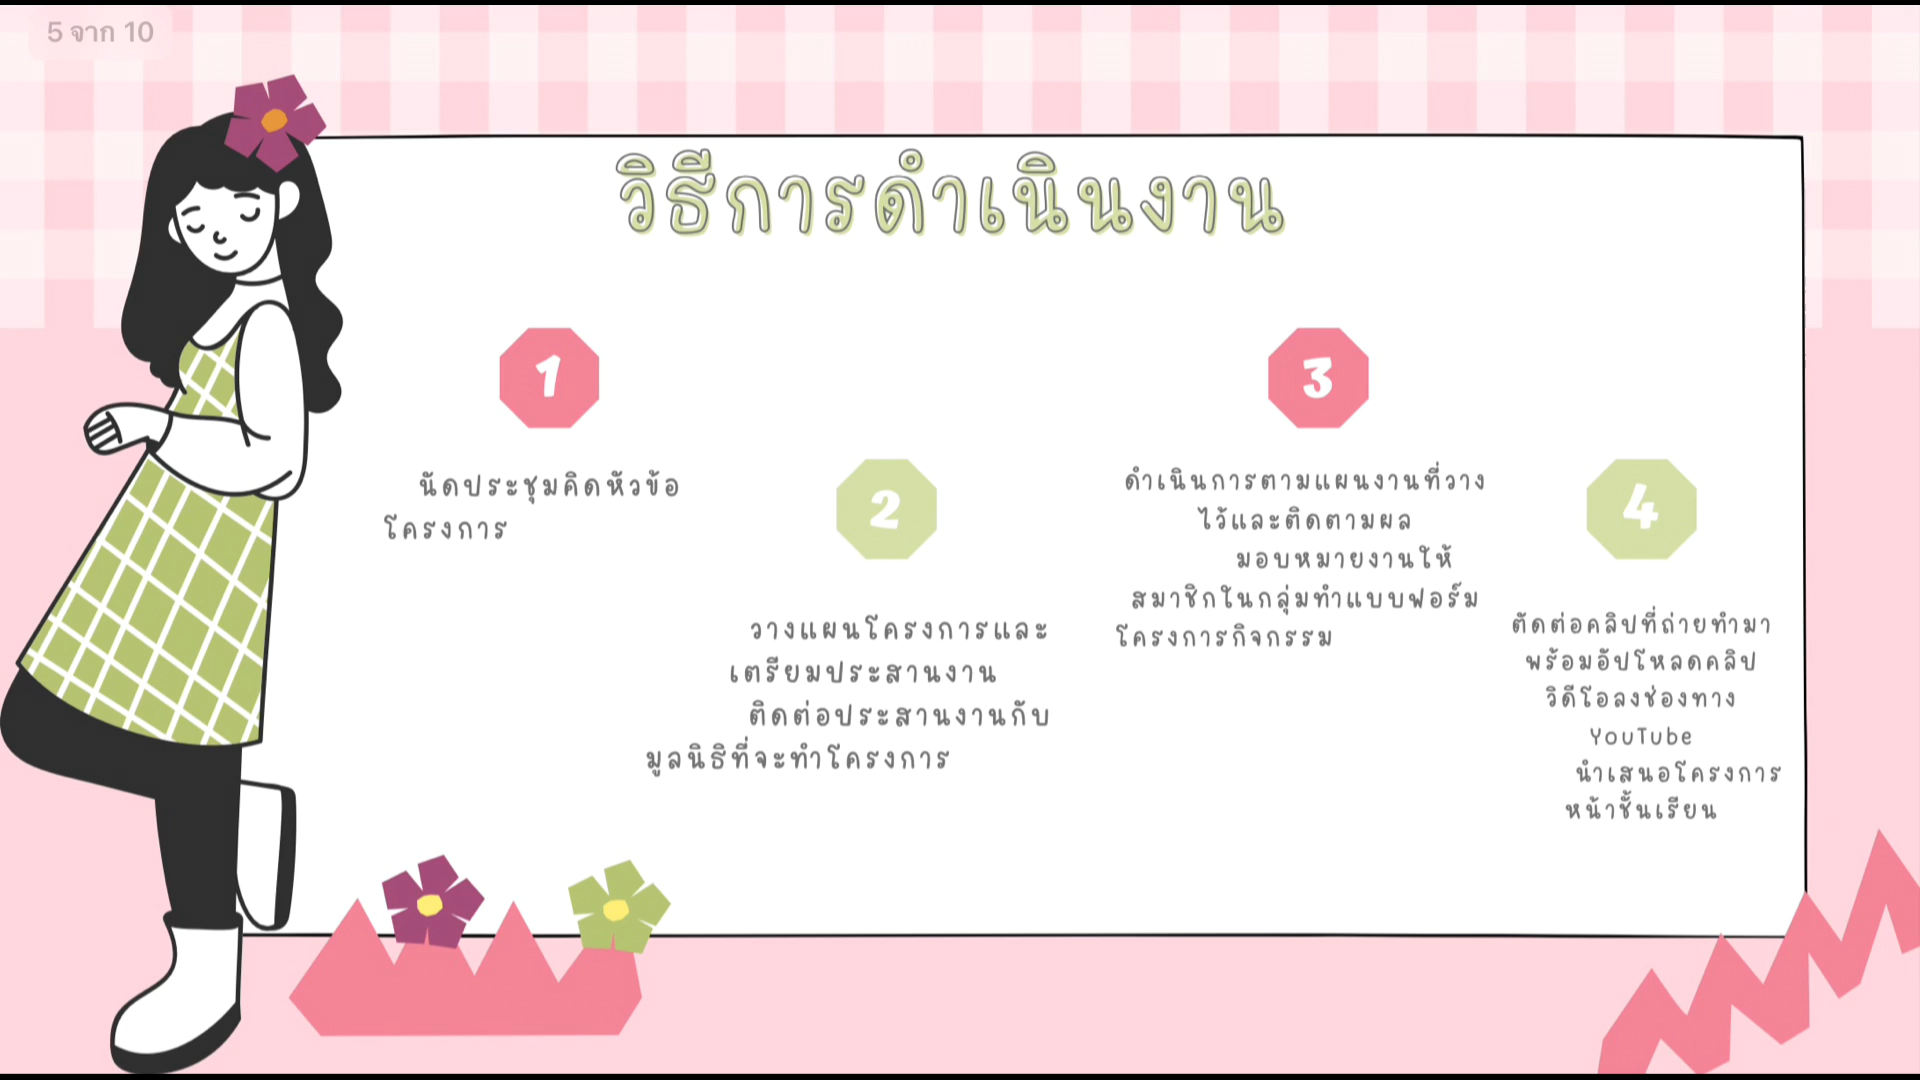 5 จาก 10
วิธีการดำเนินงาน
1
นัดประชุมคิดหัวข้อ
โครงการ
2
วางแผนโครงการและ
เตรียมประสานงาน
ติดต่อประสานงานกับ
มูลนิธิที่จะทำโครงการ
3
ดำเนินการตามแผนงานที่วาง
ไว้และติดตามผล
มอบหมายงานให้
สมาชิกในกลุ่มทำแบบฟอร์ม
โครงการกิจกรรม
4
ตัดต่อคลิปที่ถ่ายทำมา
พร้อมอัปโหลดคลิป
วิดีโอลงช่องทาง
YouTube
นำเสนอโครงการ
หน้าชั้นเรียน